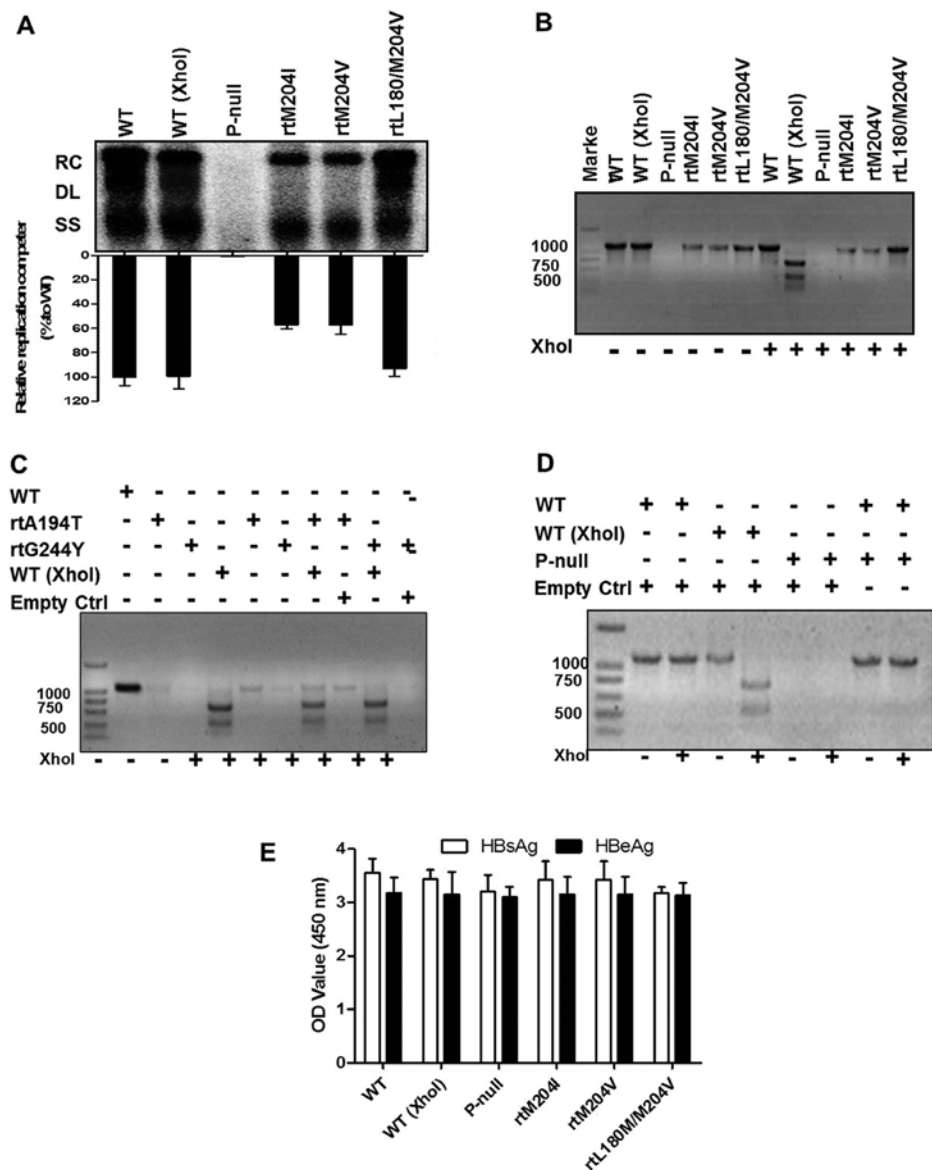 A
WT
WT (XhoI)
P-null
rtM204I
rtM204V
rtL180/M204V
RC
DL
SS
Relative replication competer
(% to WT)
0
20
40
60
80
100
120
B
Marke
WT
WT (XhoI)
P-null
rtM204I
rtM204V
rtL180/M204V
WT
WT (XhoI)
P-null
rtM204I
rtM204V
rtL180/M204V
1000
750
500
XhoI - - - - - - + + + + + +
C
WT + - - - - - - - - -
rtA194T - + - - + - + + - -
rtG244Y - - + - - + - - + +
WT (XhoI) - - - + - - + - + -
Empty Ctrl - - - - - - - + - +
1000
750
500
XhoI - - - + + + + + + +
D
WT + + - - - - + +
WT (XhoI) - - + + - - - -
P-null - - - - + + + +
Empty Ctrl + + + + + + - -
1000
750
500
XhoI - + - + - + - +
E
HBsAg HBeAg
OD Value (450 nm)
4
3
2
1
0
WT
WT (XhoI)
P-null
rtM204I
rtM204V
rtL180M/M204V